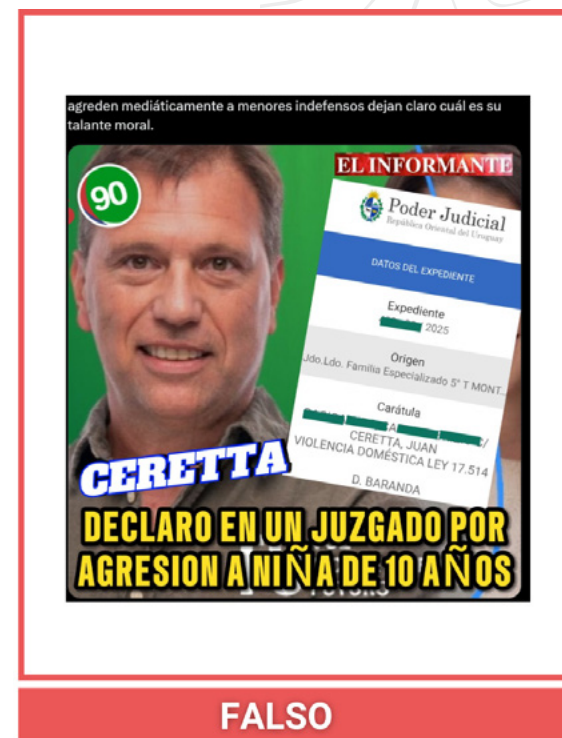 agreden mediáticamente a menores indefensos dejan claro cuál es su
talante moral.
90
EL INFORMANTE
Poder Judicial
República Oriental del Uruguay
DATOS DEL EXPEDIENTE
Expediente
/ 2025
Origen
Jdo.Ldo. Familia Especializado 5° T MONT...
Carátula
C/
CERETTA, JUAN
VIOLENCIA DOMÉSTICA LEY 17.514
D. BARANDA
CERETTA
DECLARO EN UN JUZGADO POR
AGRESION A NIÑA DE 10 AÑOS
FALSO